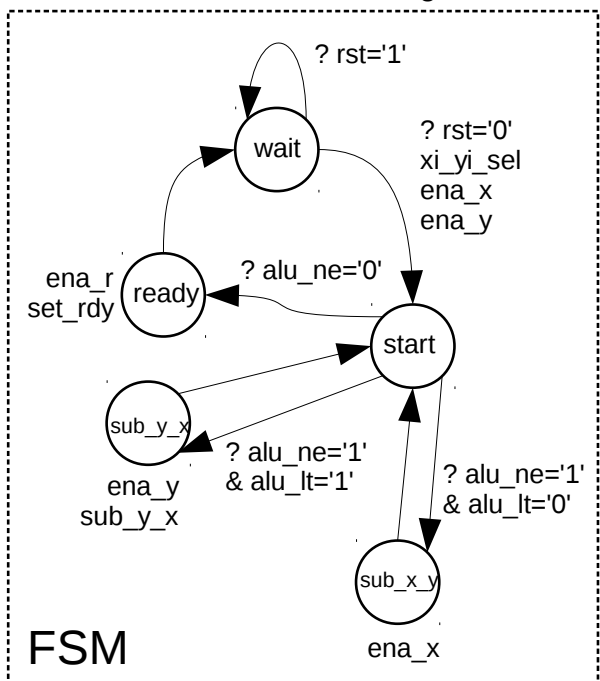 ? rst='1'
wait
? rst='0'
xi_yi_sel
ena_x
ena_y
? alu_ne='0'
ena_r
set_rdy
ready
start
sub_y_x
? alu_ne='1'
& alu_lt='1'
ena_y
sub_y_x
? alu_ne='1'
& alu_lt='0'
sub_x_y
ena_x
FSM